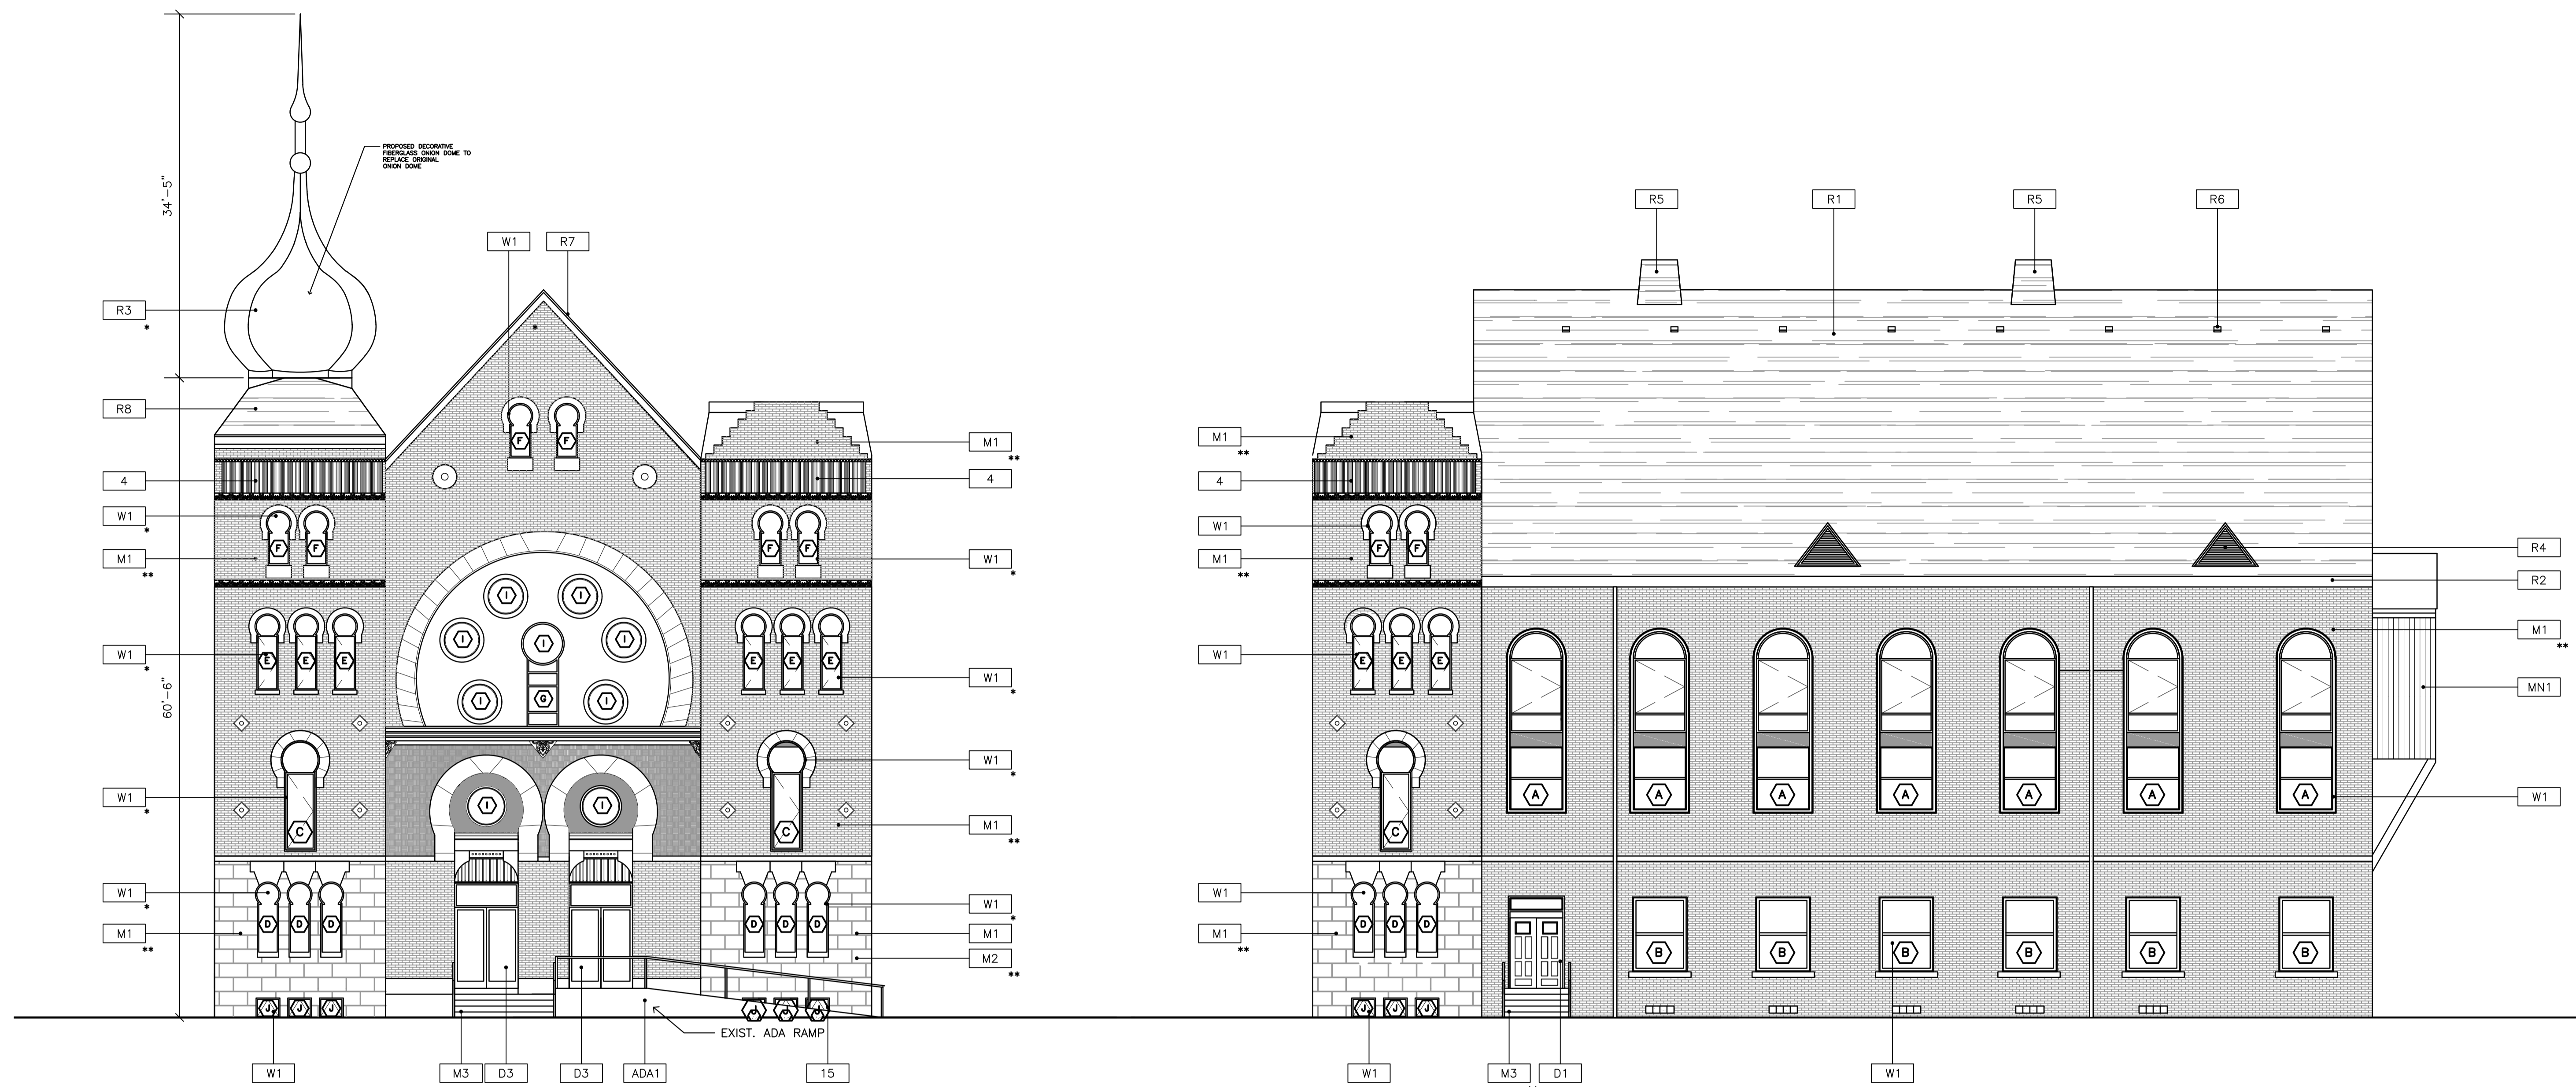 PROPOSED DECORATIVE
FIBERGLASS ONION DOME TO
REPLACE ORIGINAL
ONION DOME
34'-5"
60'-6"
W1 R7
R3
*
R8
4
W1
*
M1
**
W1
*
W1
*
W1
*
M1
**
*
F F
F F
F F
E E E
E E E
I I
I I I
I G I
C C
I I
D D D
D D D
J J J
J J J
M1
**
4
W1
*
W1
*
W1
*
M1
**
W1
*
M1
M2
**
EXIST. ADA RAMP
W1 M3 D3 D3 ADA1 15
R5 R1 R5 R6
M1
**
4
W1
M1
**
W1
W1
M1
**
F F
E E E
C
D D D
J J J
A A A A A A A
B B B B B B
R4
R2
M1
**
MN1
W1
W1 M3 D1 W1